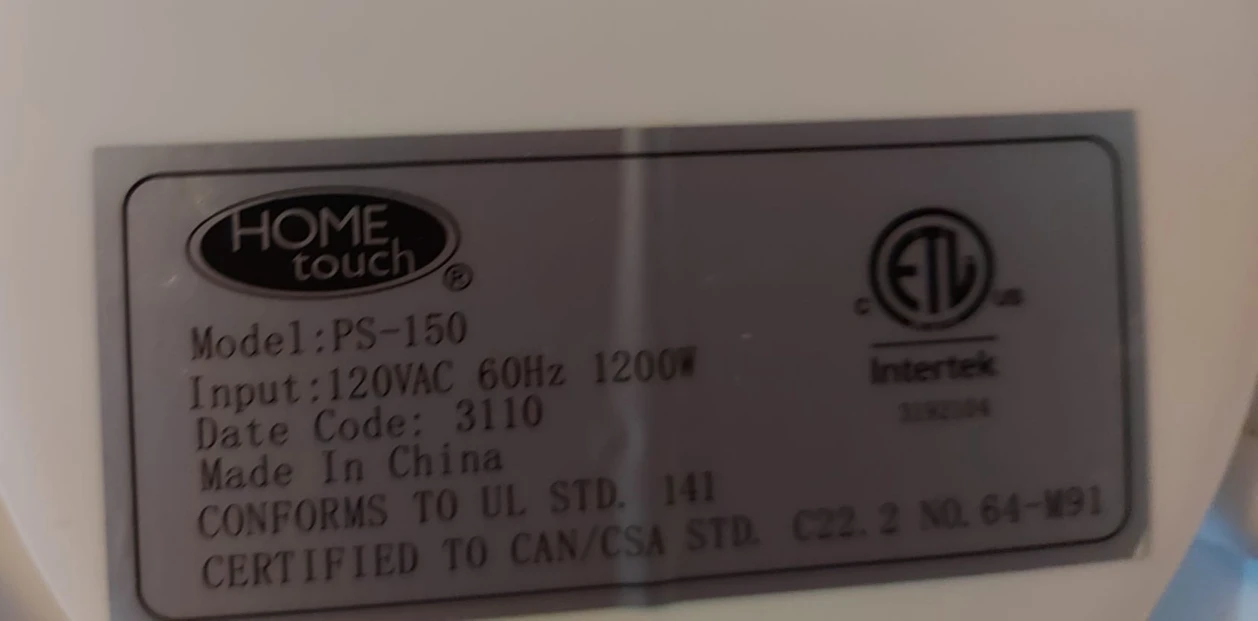 HOME
touch®
Model:PS-150
Input:120VAC 60Hz 1200W
Date Code: 3110
Made In China
CONFORMS TO UL STD. 141
CERTIFIED TO CAN/CSA STD. C22.2 NO.64-M91
ETL
C US
Intertek